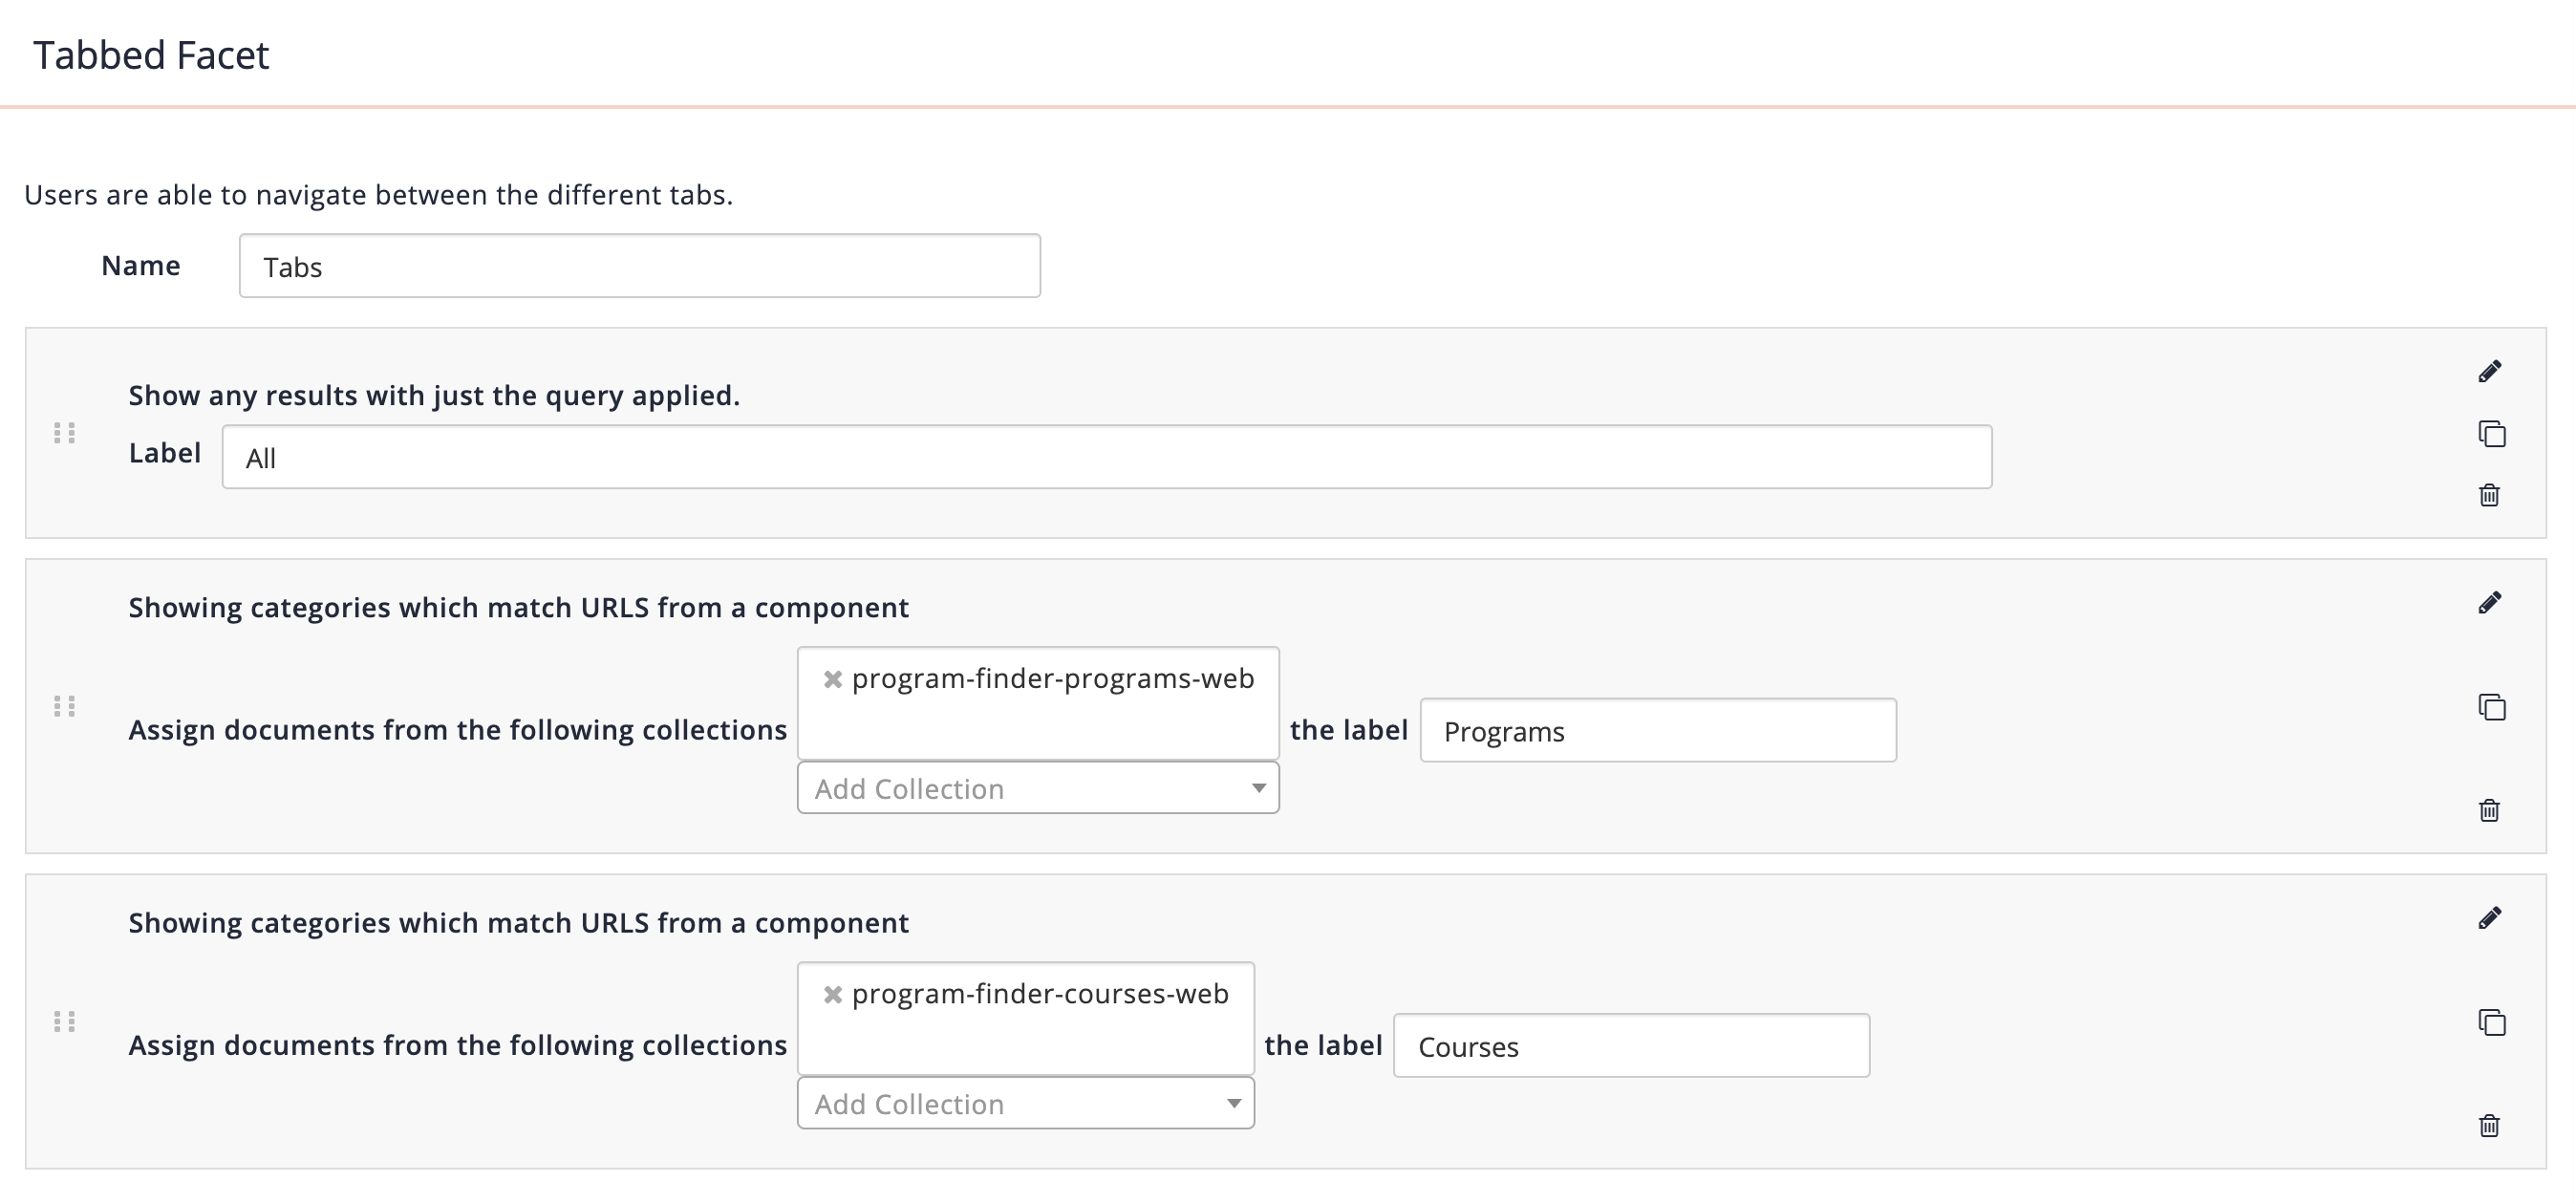 Tabbed Facet
Users are able to navigate between the different tabs.
Name Tabs
Show any results with just the query applied.
Label All
Showing categories which match URLS from a component
program-finder-programs-web
Assign documents from the following collections the label Programs
Add Collection
Showing categories which match URLS from a component
program-finder-courses-web
Assign documents from the following collections the label Courses
Add Collection